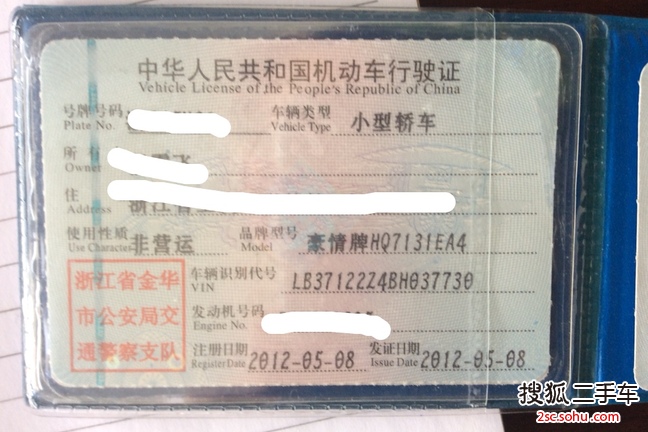 中华人民共和国机动车行驶证
Vehicle License of the People's Republic of China
号牌号码 车辆类型 小型轿车
Plate No. Vehicle Type
所有
Owner
住
Address 浙江省
使用性质 非营运 品牌型号 豪情牌HQ7131EA4
Use Character Model
浙江省金华
市公安局交
通警察支队
车辆识别代号 LB37122Z4BH037730
VIN
发动机号码
Engine No.
注册日期 2012-05-08 发证日期 2012-05-08
Register Date Issue Date
搜狐二手车
2sc.sohu.com